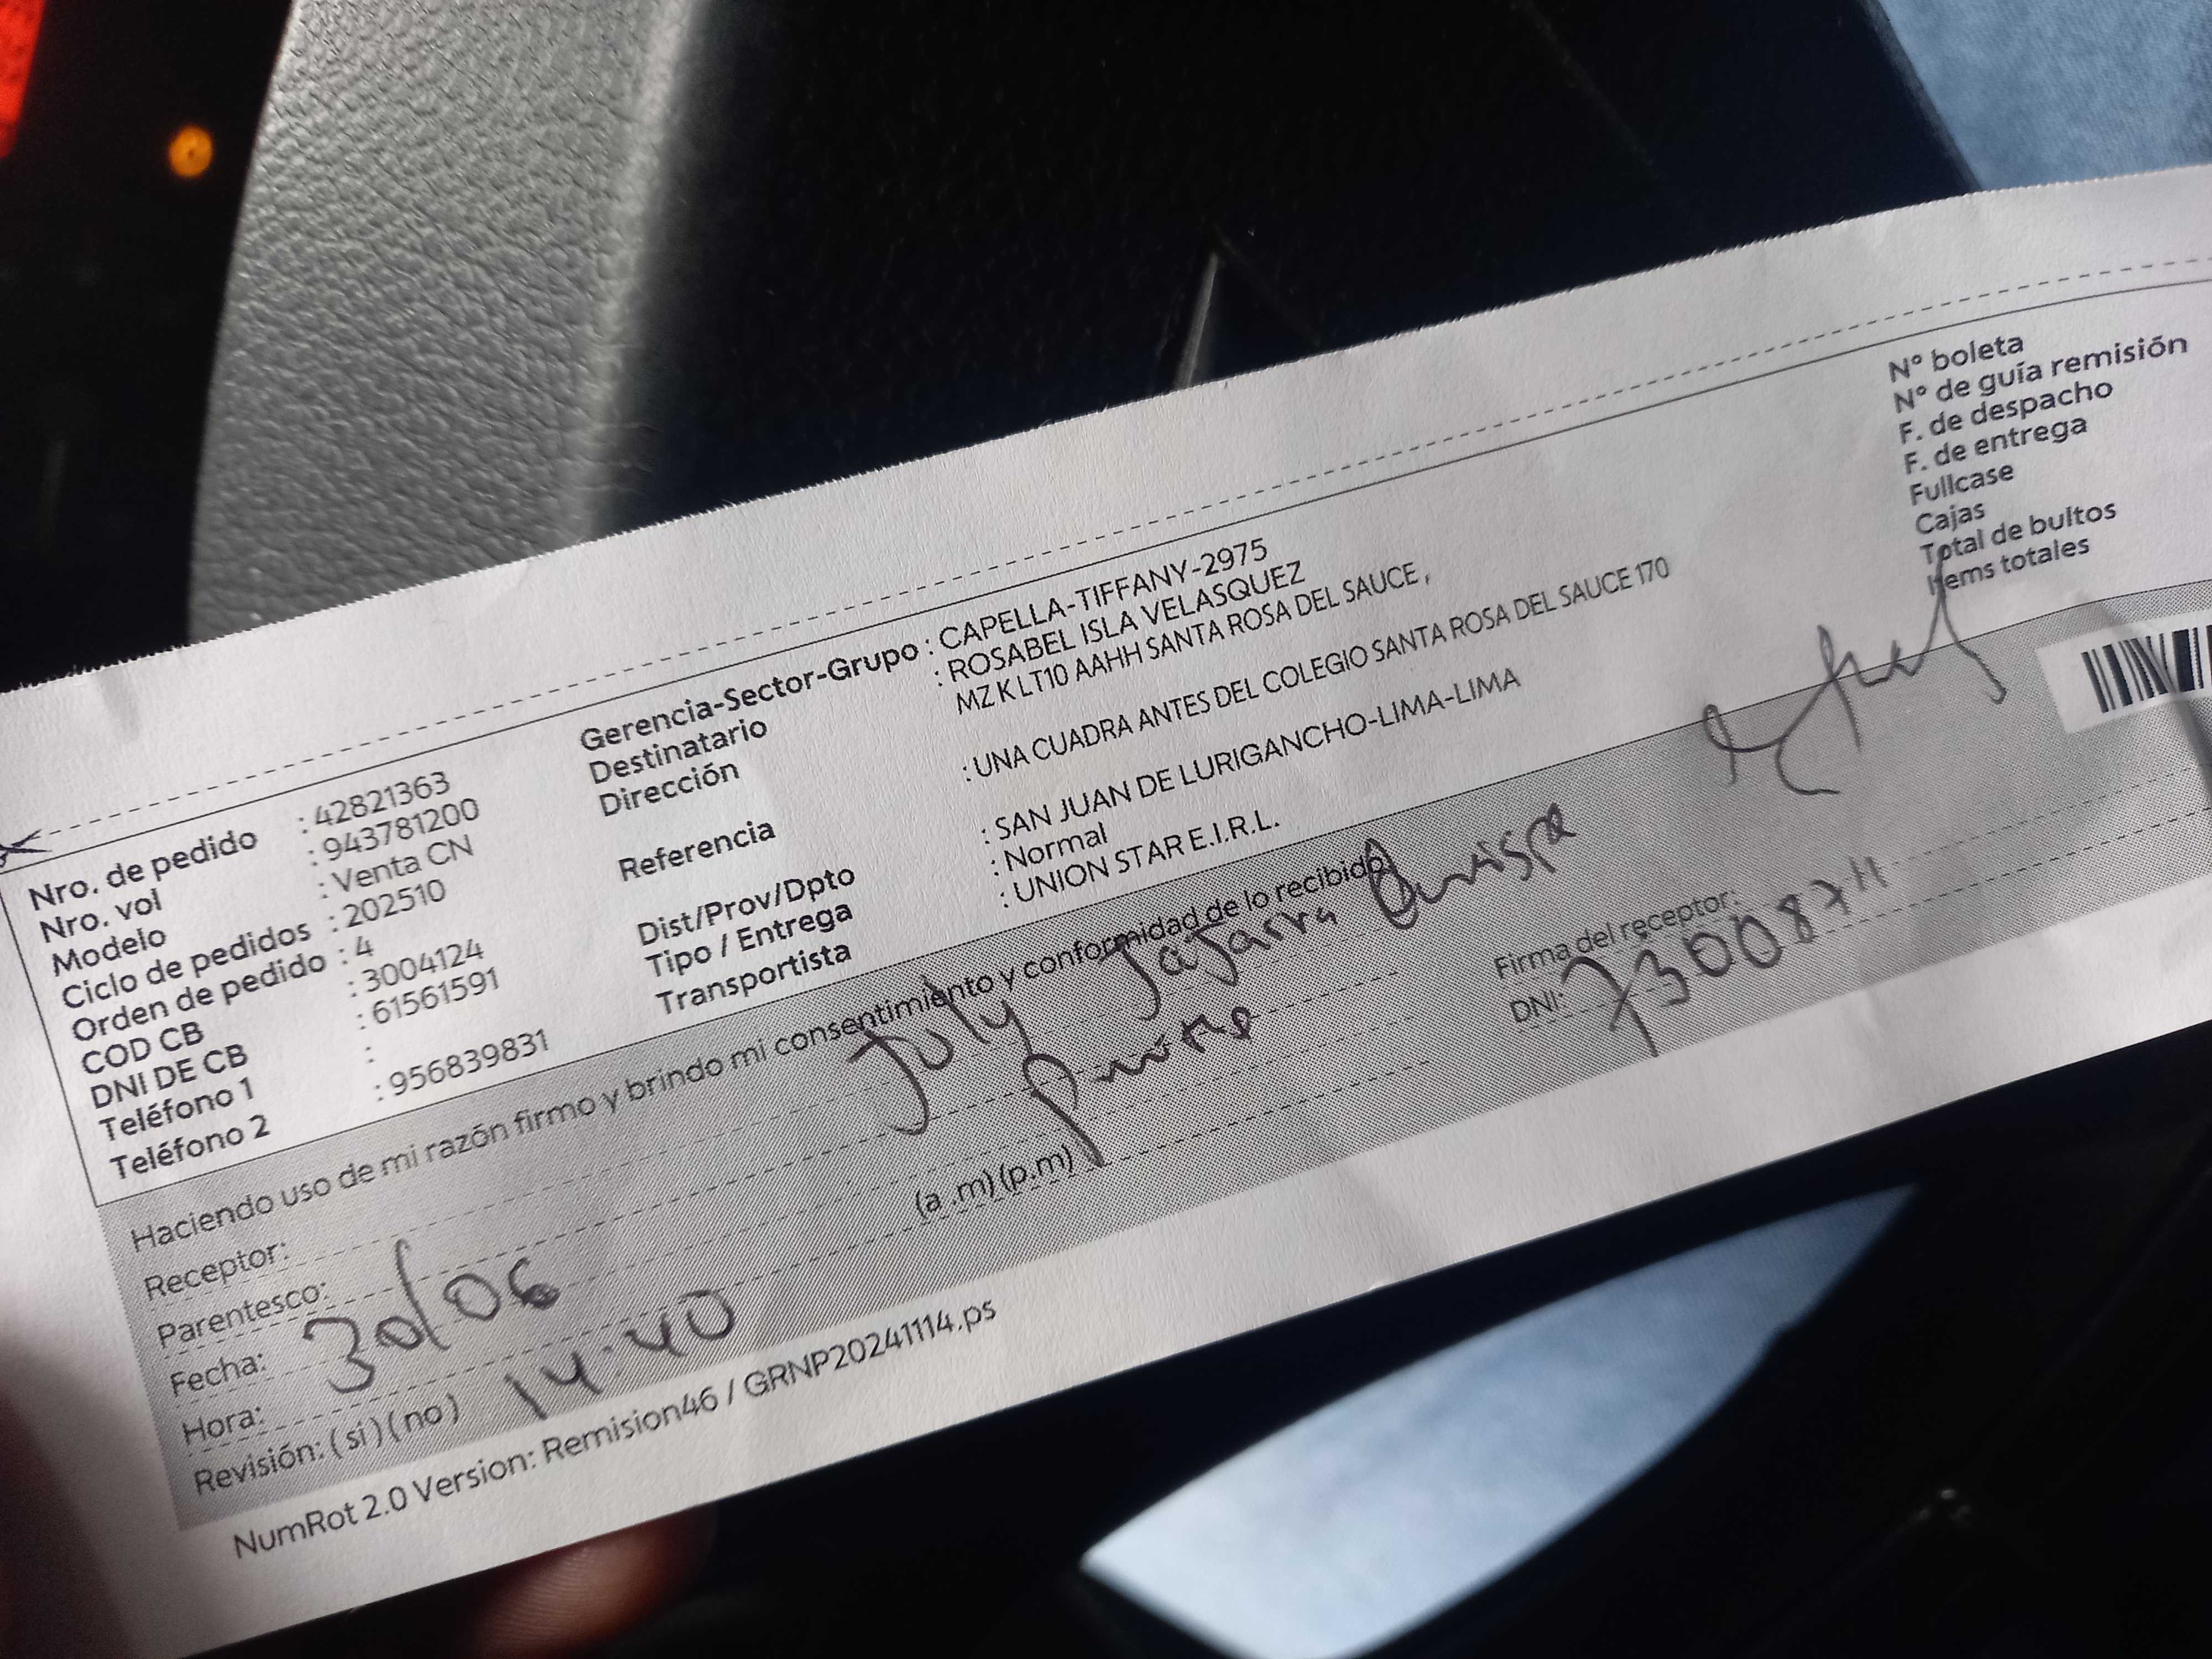 Nro. de pedido : 42821363
Nro. vol : 943781200
Modelo : Venta CN
Ciclo de pedidos : 202510
Orden de pedido : 4
COD CB : 3004124
DNI DE CB : 61561591
Teléfono 1 :
Teléfono 2 : 956839831
Gerencia-Sector-Grupo : CAPELLA-TIFFANY-2975
Destinatario : ROSABEL ISLA VELASQUEZ
Dirección MZ K LT10 AAHH SANTA ROSA DEL SAUCE ,
Referencia : UNA CUADRA ANTES DEL COLEGIO SANTA ROSA DEL SAUCE 170
Dist/Prov/Dpto : SAN JUAN DE LURIGANCHO-LIMA-LIMA
Tipo / Entrega : Normal
Transportista : UNION STAR E.I.R.L.
N° boleta
N° de guía remisión
F. de despacho
F. de entrega
Fullcase
Cajas
Total de bultos
Items totales
Haciendo uso de mi razón firmo y brindo mi consentimiento y conformidad de lo recibido
Receptor: July Quispe
Parentesco:
Fecha: 30/06
Hora: 14:40 (a .m) (p.m)
Revisión: ( si ) ( no )
Firma del receptor:
DNI: 73008711
NumRot 2.0 Version: Remision46 / GRNP20241114.ps